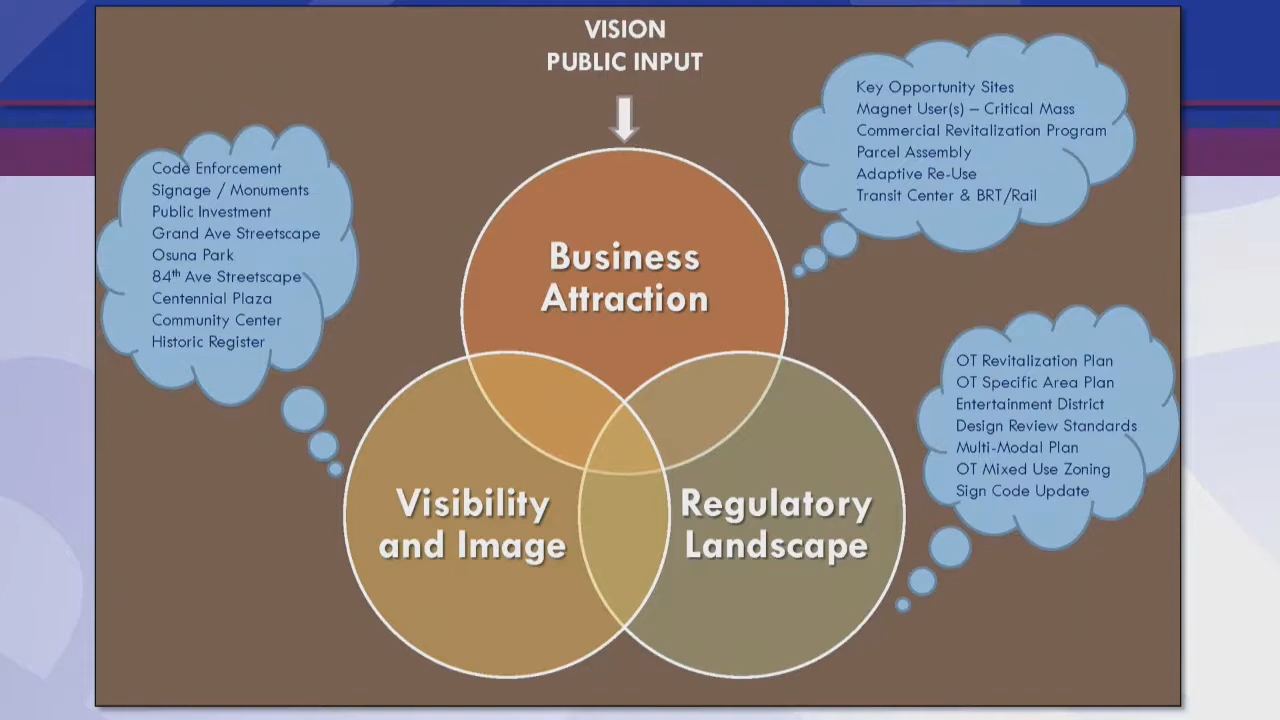 VISION
PUBLIC INPUT
Key Opportunity Sites
Magnet User(s) – Critical Mass
Commercial Revitalization Program
Parcel Assembly
Adaptive Re-Use
Transit Center & BRT/Rail
Code Enforcement
Signage / Monuments
Public Investment
Grand Ave Streetscape
Osuna Park
84th Ave Streetscape
Centennial Plaza
Community Center
Historic Register
Business
Attraction
OT Revitalization Plan
OT Specific Area Plan
Entertainment District
Design Review Standards
Multi-Modal Plan
OT Mixed Use Zoning
Sign Code Update
Visibility
and Image
Regulatory
Landscape